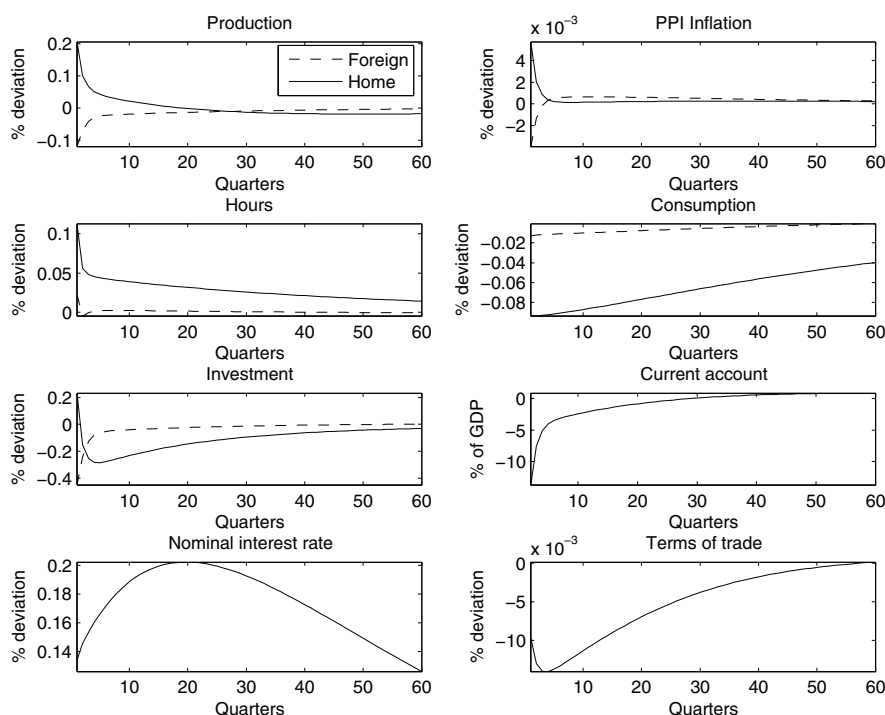 Production
% deviation
0.2
0.1
0
−0.1
Foreign
Home
10 20 30 40 50 60
Quarters
PPI Inflation
x 10⁻³
% deviation
4
2
0
−2
10 20 30 40 50 60
Quarters
Hours
% deviation
0.1
0.05
0
10 20 30 40 50 60
Quarters
Consumption
% deviation
−0.02
−0.04
−0.06
−0.08
10 20 30 40 50 60
Quarters
Investment
% deviation
0.2
0
−0.2
−0.4
10 20 30 40 50 60
Quarters
Current account
% of GDP
0
−5
−10
10 20 30 40 50 60
Quarters
Nominal interest rate
% deviation
0.2
0.18
0.16
0.14
10 20 30 40 50 60
Quarters
Terms of trade
x 10⁻³
% deviation
0
−5
−10
10 20 30 40 50 60
Quarters